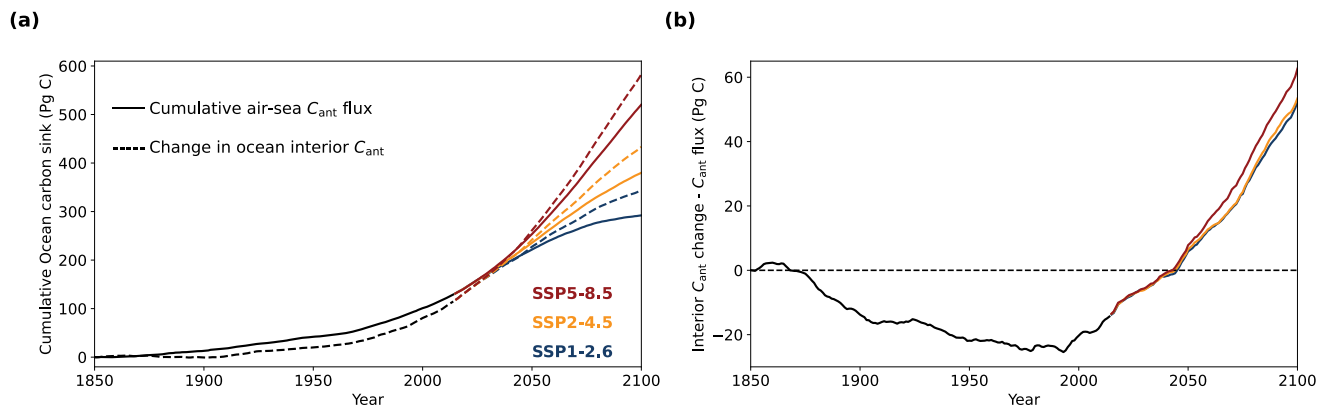 (a)
Cumulative Ocean carbon sink (Pg C)
600
500
400
300
200
100
0
Cumulative air-sea Cant flux
Change in ocean interior Cant
SSP5-8.5
SSP2-4.5
SSP1-2.6
1850 1900 1950 2000 2050 2100
Year
(b)
Interior Cant change - Cant flux (Pg C)
60
40
20
0
−20
1850 1900 1950 2000 2050 2100
Year